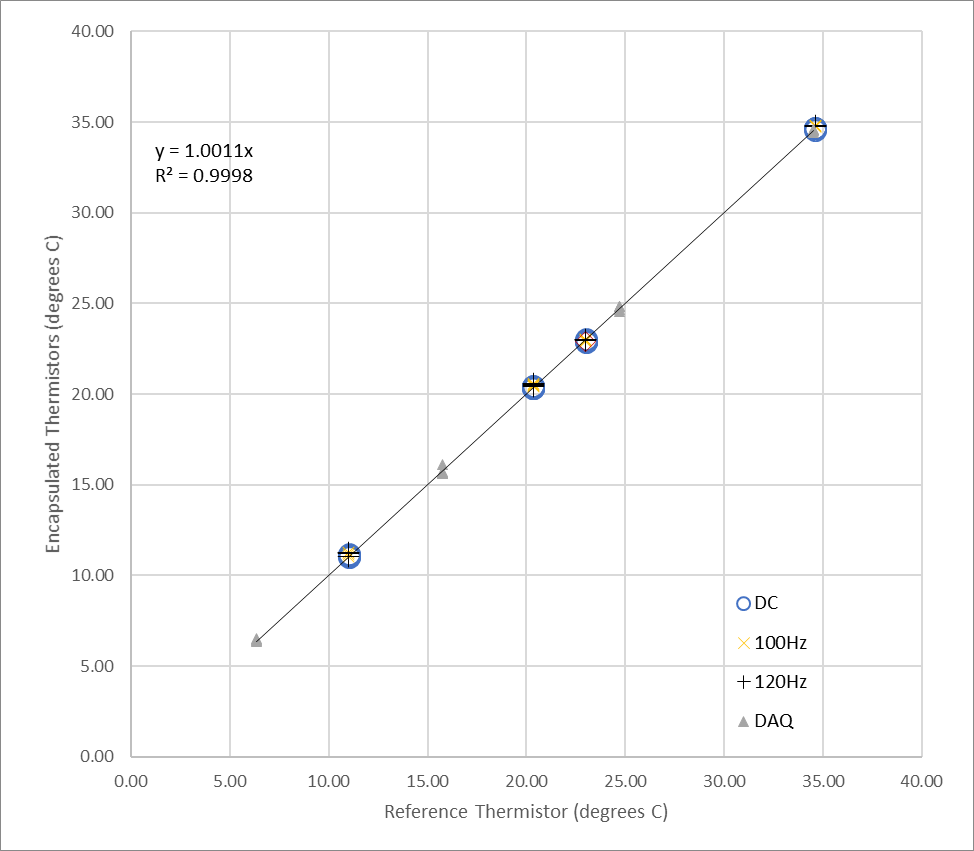 40.00
35.00
30.00
25.00
20.00
15.00
10.00
5.00
0.00
y = 1.0011x
R² = 0.9998
Encapsulated Thermistors (degrees C)
DC
100Hz
120Hz
DAQ
0.00 5.00 10.00 15.00 20.00 25.00 30.00 35.00 40.00
Reference Thermistor (degrees C)